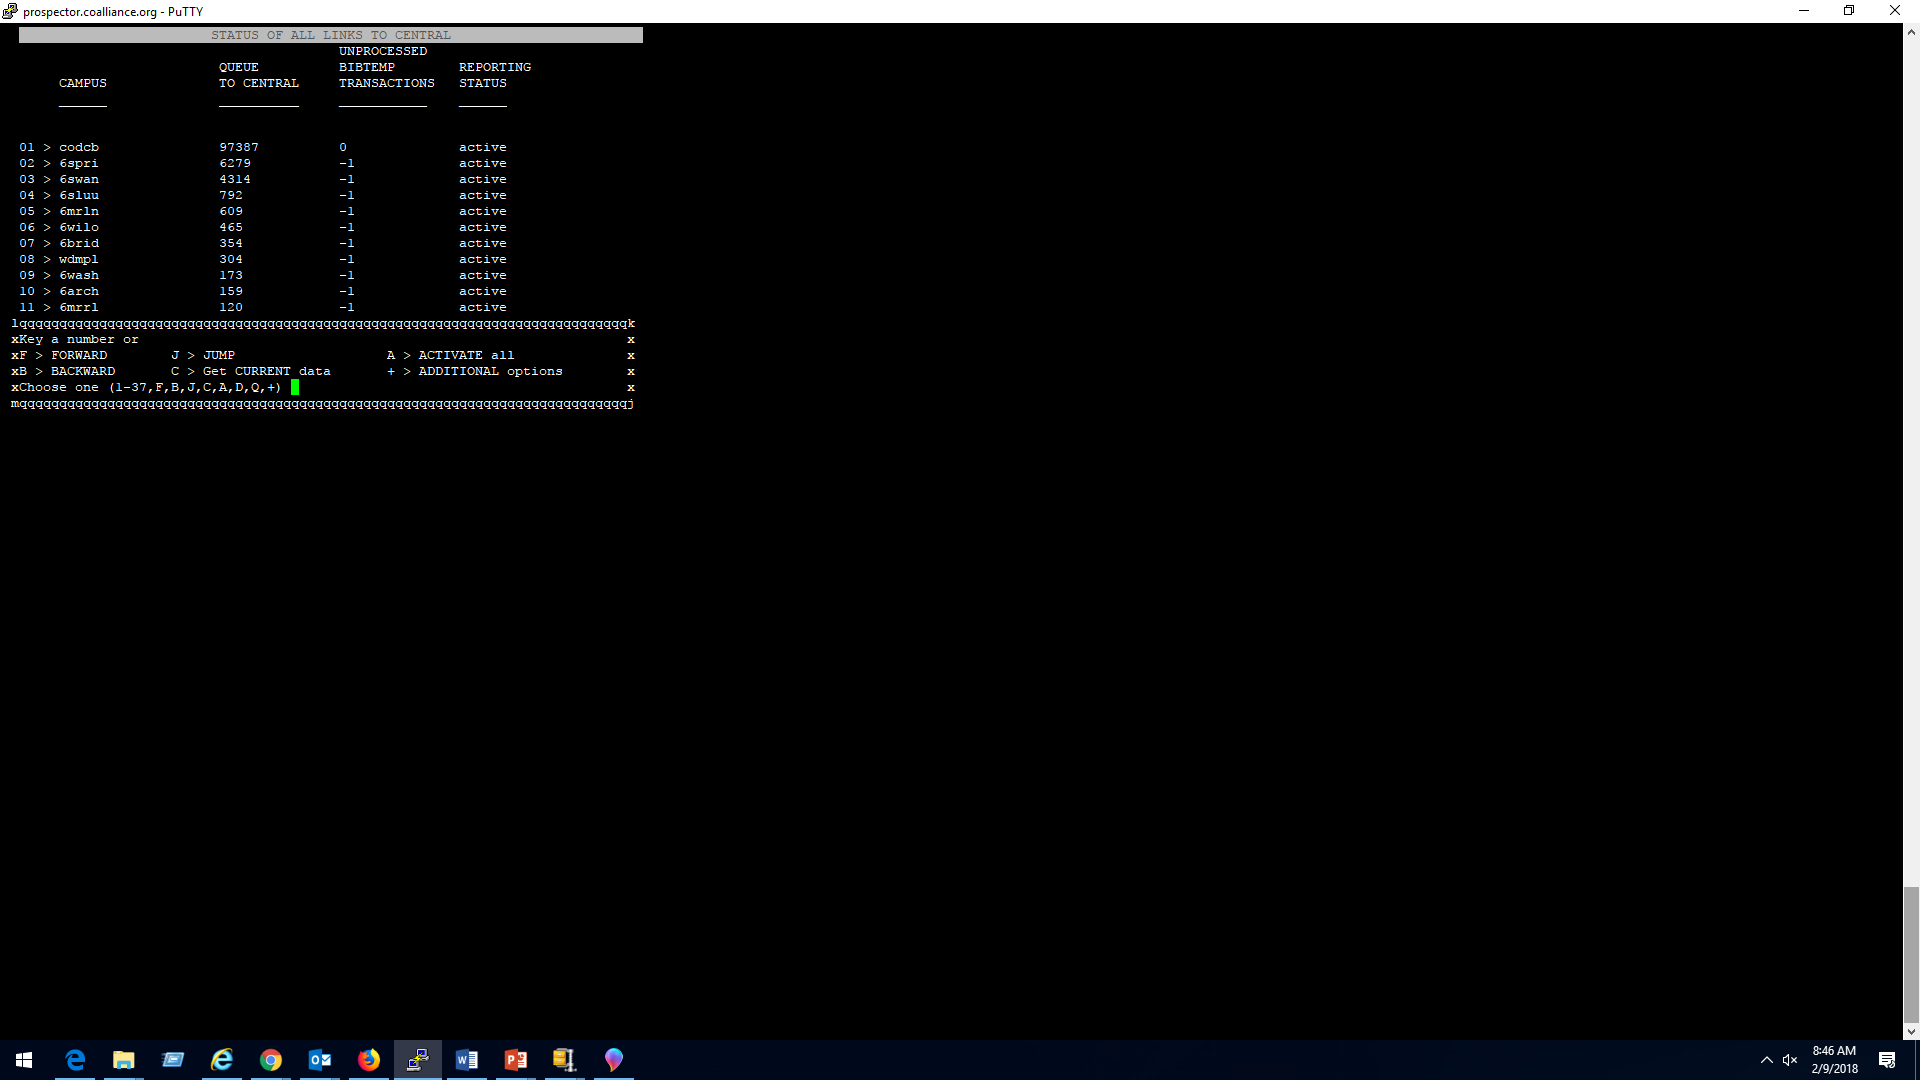 prospector.coalliance.org - PuTTY
STATUS OF ALL LINKS TO CENTRAL
UNPROCESSED
QUEUE BIBTEMP REPORTING
CAMPUS TO CENTRAL TRANSACTIONS STATUS
01 > codcb 97387 0 active
02 > 6spri 6279 -1 active
03 > 6swan 4314 -1 active
04 > 6sluu 792 -1 active
05 > 6mrln 609 -1 active
06 > 6wilo 465 -1 active
07 > 6brid 354 -1 active
08 > wdmpl 304 -1 active
09 > 6wash 173 -1 active
10 > 6arch 159 -1 active
11 > 6mrrl 120 -1 active
lqqqqqqqqqqqqqqqqqqqqqqqqqqqqqqqqqqqqqqqqqqqqqqqqqqqqqqqqqqqqqqqqqqqqqqqqqqqqk
xKey a number or x
xF > FORWARD J > JUMP A > ACTIVATE all x
xB > BACKWARD C > Get CURRENT data + > ADDITIONAL options x
xChoose one (1-37,F,B,J,C,A,D,Q,+) x
mqqqqqqqqqqqqqqqqqqqqqqqqqqqqqqqqqqqqqqqqqqqqqqqqqqqqqqqqqqqqqqqqqqqqqqqqqqqqj
8:46 AM
2/9/2018